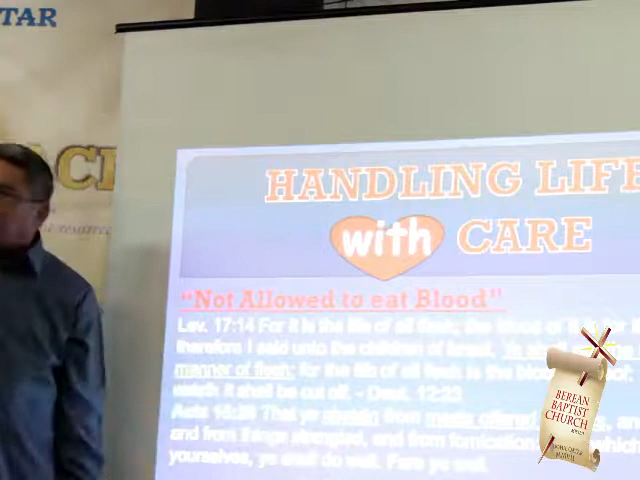 TAR
HANDLING LIFE
with CARE
"Not Allowed to eat Blood"
Lev. 17:14 For it is the life of all flesh; the blood of it is for
therefore I said unto the children of Israel, Ye shall
manner of flesh: for the life of all flesh is the blood
eateth it shall be cut off. - Deut. 12:23
Acts 15:29 That ye abstain from meats offered
and from things strangled, and from fornication: which
yourselves, ye shall do well. Fare ye well.
BEREAN
BAPTIST
CHURCH